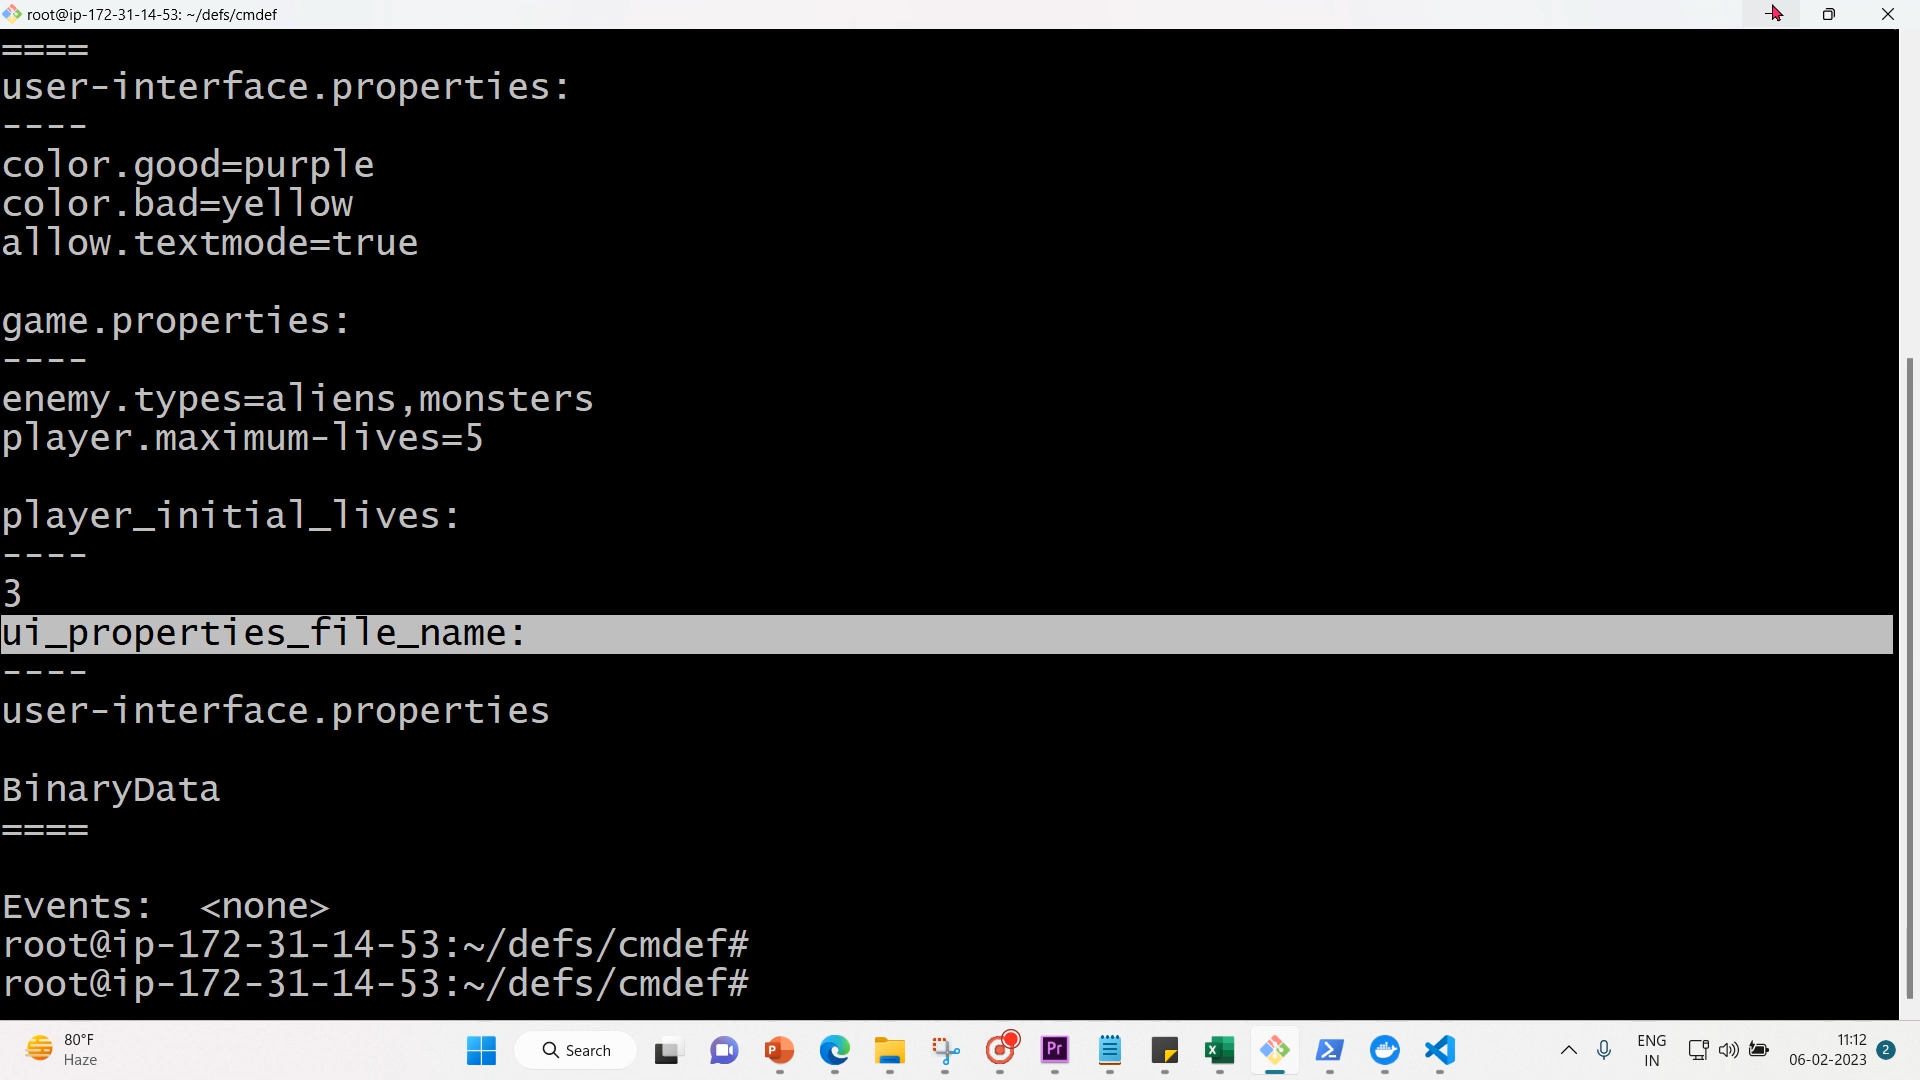 root@ip-172-31-14-53: ~/defs/cmdef
====
user-interface.properties:
----
color.good=purple
color.bad=yellow
allow.textmode=true
game.properties:
----
enemy.types=aliens,monsters
player.maximum-lives=5
player_initial_lives:
----
3
ui_properties_file_name:
----
user-interface.properties
BinaryData
====
Events:  <none>
root@ip-172-31-14-53:~/defs/cmdef#
root@ip-172-31-14-53:~/defs/cmdef#
80°F
Haze
Search
P
Pr
X
ENG
IN
11:12
06-02-2023
2